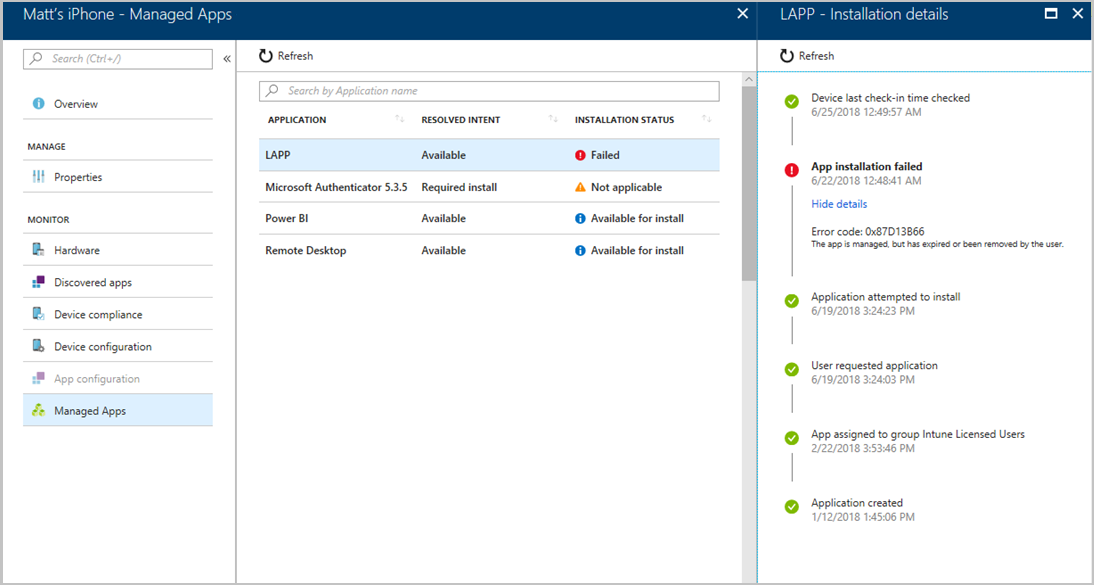 Matt's iPhone - Managed Apps
Search (Ctrl+/)
«
Overview
MANAGE
Properties
MONITOR
Hardware
Discovered apps
Device compliance
Device configuration
App configuration
Managed Apps
Refresh
Search by Application name
APPLICATION RESOLVED INTENT INSTALLATION STATUS
LAPP Available Failed
Microsoft Authenticator 5.3.5 Required install Not applicable
Power BI Available Available for install
Remote Desktop Available Available for install
LAPP - Installation details
Refresh
Device last check-in time checked
6/25/2018 12:49:57 AM
App installation failed
6/22/2018 12:48:41 AM
Hide details
Error code: 0x87D13B66
The app is managed, but has expired or been removed by the user.
Application attempted to install
6/19/2018 3:24:23 PM
User requested application
6/19/2018 3:24:03 PM
App assigned to group Intune Licensed Users
2/22/2018 3:53:46 PM
Application created
1/12/2018 1:45:06 PM